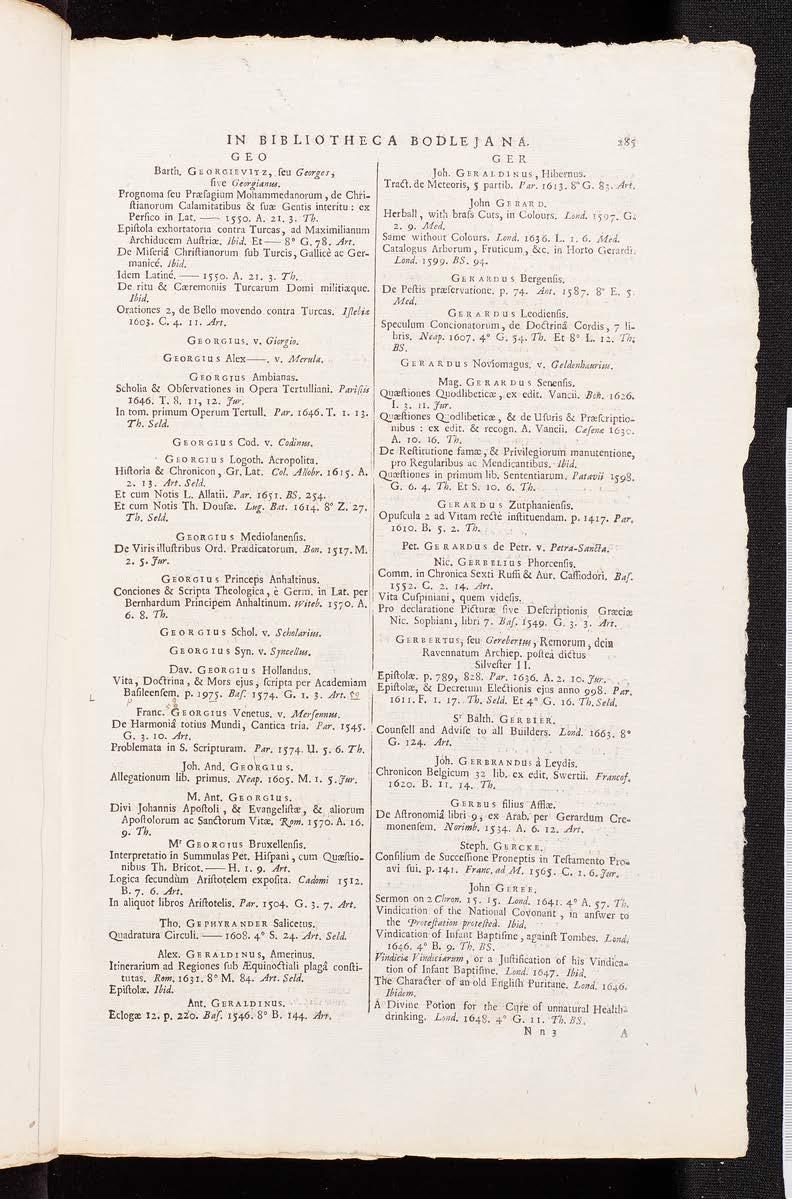 IN BIBLIOTHECA BODLEJANA. 285
GEO
Barth. GEORGIEVITZ, ſeu Georges,
ſive Georgianus.
Prognoma ſeu Præſagium Mohammedanorum, de Chri-
ſtianorum Calamitatibus & ſuæ Gentis interitu : ex
Perſico in Lat. —— 1550. A. 21. 3. Th.
Epiſtola exhortatoria contra Turcas, ad Maximilianum
Archiducem Auſtriæ. Ibid. Et —— 8° G. 78. Art.
De Miſeriâ Chriſtianorum ſub Turcis, Gallicè ac Ger-
manicè. Ibid.
Idem Latinè. —— 1550. A. 21. 3. Th.
De ritu & Cæremoniis Turcarum Domi militiæque.
Ibid.
Orationes 2, de Bello movendo contra Turcas. Iſlebiæ
1603. C. 4. 11. Art.
GEORGIUS. v. Giorgio.
GEORGIUS Alex——. v. Merula.
GEORGIUS Ambianas.
Scholia & Obſervationes in Opera Tertulliani. Pariſiis
1646. T. 8. 11, 12. Jur.
In tom. primum Operum Tertull. Par. 1646. T. 1. 13.
Th. Seld.
GEORGIUS Cod. v. Codinus.
GEORGIUS Logoth. Acropolita.
Hiſtoria & Chronicon, Gr. Lat. Col. Allobr. 1615. A.
2. 13. Art. Seld.
Et cum Notis L. Allatii. Par. 1651. BS. 254.
Et cum Notis Th. Douſæ. Lug. Bat. 1614. 8° Z. 27.
Th. Seld.
GEORGIUS Mediolanenſis.
De Viris illuſtribus Ord. Prædicatorum. Bon. 1517. M.
2. 5. Jur.
GEORGIUS Princeps Anhaltinus.
Conciones & Scripta Theologica, è Germ. in Lat. per
Bernhardum Principem Anhaltinum. Witeb. 1570. A.
6. 8. Th.
GEORGIUS Schol. v. Scholarius.
GEORGIUS Syn. v. Syncellus.
Dav. GEORGIUS Hollandus.
Vita, Doctrina, & Mors ejus, ſcripta per Academiam
Baſileenſem. p. 1975. Baſ. 1574. G. 1. 3. Art.
Franc. GEORGIUS Venetus. v. Merſennus.
De Harmoniâ totius Mundi, Cantica tria. Par. 1545.
G. 3. 10. Art.
Problemata in S. Scripturam. Par. 1574. U. 5. 6. Th.
Joh. And. GEORGIUS.
Allegationum lib. primus. Neap. 1605. M. 1. 5. Jur.
M. Ant. GEORGIUS.
Divi Johannis Apoſtoli, & Evangeliſtæ, & aliorum
Apoſtolorum ac Sanctorum Vitæ. Rom. 1570. A. 16.
9. Th.
Mr GEORGIUS Bruxellenſis.
Interpretatio in Summulas Pet. Hiſpani, cum Quæſtio-
nibus Th. Bricot. —— H. 1. 9. Art.
Logica ſecundùm Ariſtotelem expoſita. Cadomi 1512.
B. 7. 6. Art.
In aliquot libros Ariſtotelis. Par. 1504. G. 3. 7. Art.
Tho. GEPHYRANDER Salicetus.
Quadratura Circuli. —— 1608. 4° S. 24. Art. Seld.
Alex. GERALDINUS, Amerinus.
Itinerarium ad Regiones ſub Æquinoctiali plagâ conſti-
tutas. Rom. 1631. 8° M. 84. Art. Seld.
Epiſtolæ. Ibid.
Ant. GERALDINUS.
Eclogæ 12. p. 220. Baſ. 1546. 8° B. 144. Art.
GER
Joh. GERALDINUS, Hibernus.
Tract. de Meteoris, 5 partib. Par. 1613. 8° G. 83. Art.
John GERARD.
Herball, with braſs Cuts, in Colours. Lond. 1597. G.
2. 9. Med.
Same without Colours. Lond. 1636. L. 1. 6. Med.
Catalogus Arborum, Fruticum, &c. in Horto Gerardi.
Lond. 1599. BS. 94.
GERARDUS Bergenſis.
De Peſtis præſervatione. p. 74. Ant. 1587. 8° E. 5.
Med.
GERARDUS Leodienſis.
Speculum Concionatorum, de Doctrinâ Cordis, 7 li-
bris. Neap. 1607. 4° G. 54. Th. Et 8° L. 12. Th.
BS.
GERARDUS Noviomagus. v. Geldenhaurius.
Mag. GERARDUS Senenſis.
Quæſtiones Quodlibeticæ, ex edit. Vancii. Bch. 1626.
I. 3. 11. Jur.
Quæſtiones Quodlibeticæ, & de Uſuris & Præſcriptio-
nibus : ex edit. & recogn. A. Vancii. Cæſenæ 1630.
A. 10. 16. Th.
De Reſtitutione famæ, & Privilegiorum manutentione,
pro Regularibus ac Mendicantibus. Ibid.
Quæſtiones in primum lib. Sententiarum. Patavii 1598.
G. 6. 4. Th. Et S. 10. 6. Th.
GERARDUS Zutphanienſis.
Opuſcula 2 ad Vitam rectè inſtituendam. p. 1417. Par.
1610. B. 5. 2. Th.
Pet. GERARDUS de Petr. v. Petra-Sancta.
Nic. GERBELIUS Phorcenſis.
Comm. in Chronica Sexti Ruffi & Aur. Caſſiodori. Baſ.
1552. C. 2. 14. Art.
Vita Cuſpiniani, quem videſis.
Pro declaratione Picturæ ſive Deſcriptionis Græciæ
Nic. Sophiani, libri 7. Baſ. 1549. G. 3. 3. Art.
GERBERTUS, ſeu Gerebertus, Remorum, dein
Ravennatum Archiep. poſtea dictus
Silveſter II.
Epiſtolæ. p. 789, 828. Par. 1636. A. 2. 10. Jur.
Epiſtolæ, & Decretum Electionis ejus anno 998. Par.
1611. F. 1. 17. Th. Seld. Et 4° G. 16. Th. Seld.
Sr Balth. GERBIER.
Counſell and Adviſe to all Builders. Lond. 1663. 8°
G. 124. Art.
Joh. GERBRANDUS à Leydis.
Chronicon Belgicum 32 lib. ex edit. Swertii. Francof.
1620. B. 11. 14. Th.
GERBUS filius Afflæ.
De Aſtronomiâ libri 9, ex Arab. per Gerardum Cre-
monenſem. Norimb. 1534. A. 6. 12. Art.
Steph. GERCKE.
Conſilium de Succeſſione Proneptis in Teſtamento Pro-
avi ſui. p. 141. Franc. ad M. 1565. C. 1. 6. Jur.
John GEREE.
Sermon on 2 Chron. 15. 15. Lond. 1641. 4° A. 57. Th.
Vindication of the National Covonant, in anſwer to
the Proteſtation proteſted. Ibid.
Vindication of Infant Baptiſme, againſt Tombes. Lond.
1646. 4° B. 9. Th. BS.
Vindiciæ Vindiciarum, or a Juſtification of his Vindica-
tion of Infant Baptiſme. Lond. 1647. Ibid.
The Character of an old Engliſh Puritane. Lond. 1646.
Ibidem.
A Divine Potion for the Cure of unnatural Health-
drinking. Lond. 1648. 4° G. 11. Th. BS.
Nn 3 A